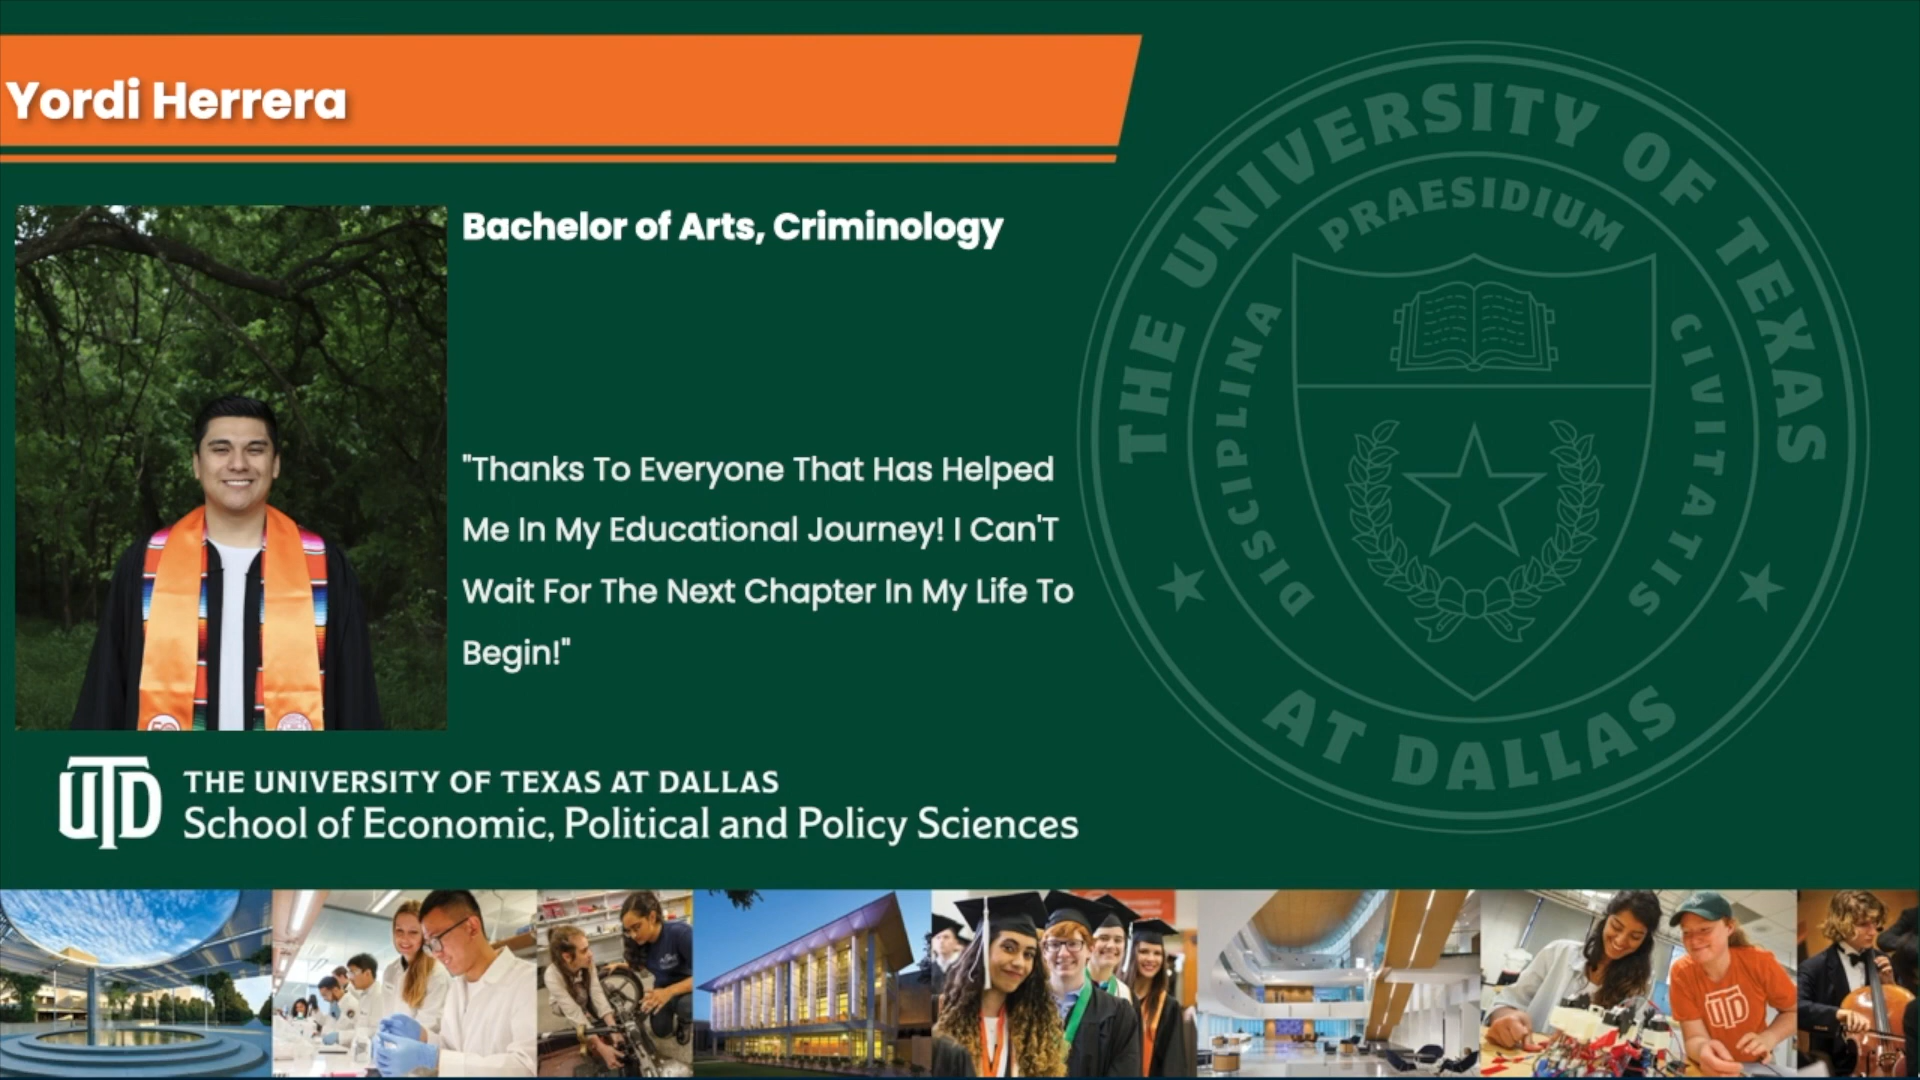 Yordi Herrera
Bachelor of Arts, Criminology
"Thanks To Everyone That Has Helped
Me In My Educational Journey! I Can'T
Wait For The Next Chapter In My Life To
Begin!"
UTD
THE UNIVERSITY OF TEXAS AT DALLAS
School of Economic, Political and Policy Sciences
THE UNIVERSITY OF TEXAS
AT DALLAS
DISCIPLINA PRAESIDIUM CIVITATIS
UTD